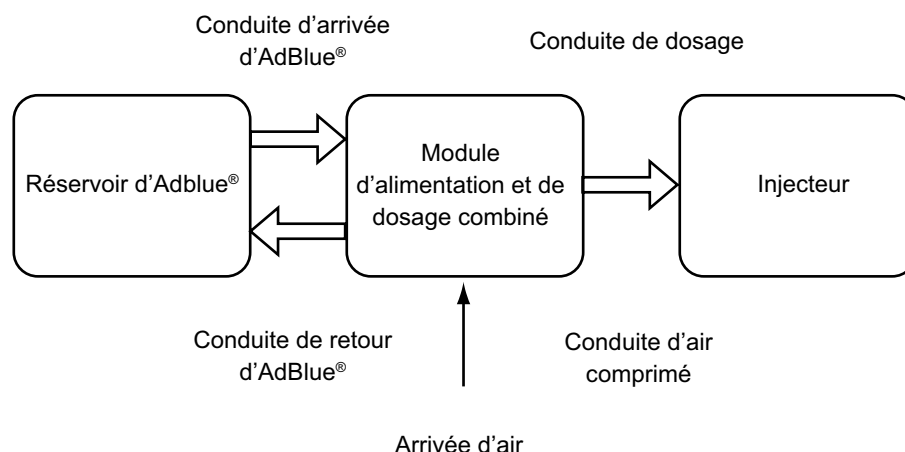 Conduite d’arrivée
d’AdBlue®
Conduite de dosage
Réservoir d’Adblue®
Module
d’alimentation et de
dosage combiné
Injecteur
Conduite de retour
d’AdBlue®
Conduite d’air
comprimé
Arrivée d’air